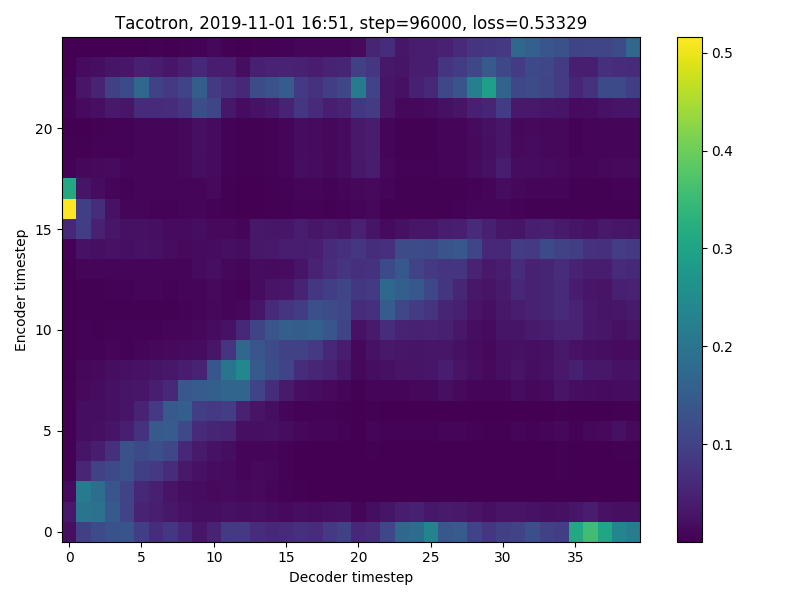 Tacotron, 2019-11-01 16:51, step=96000, loss=0.53329
Encoder timestep
20
15
10
5
0
0 5 10 15 20 25 30 35
Decoder timestep
0.5
0.4
0.3
0.2
0.1